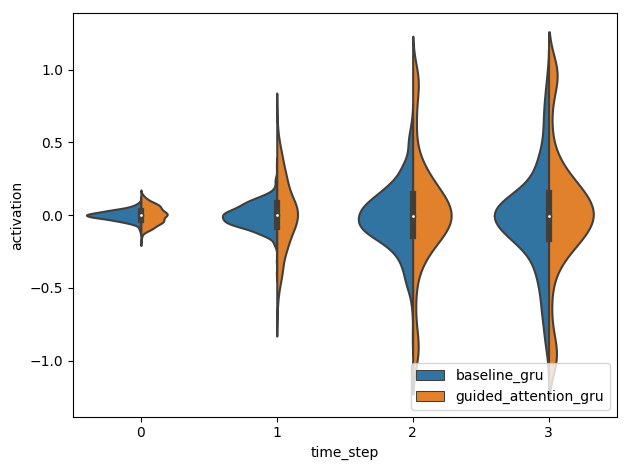 activation
1.0
0.5
0.0
−0.5
−1.0
0 1 2 3
time_step
baseline_gru
guided_attention_gru